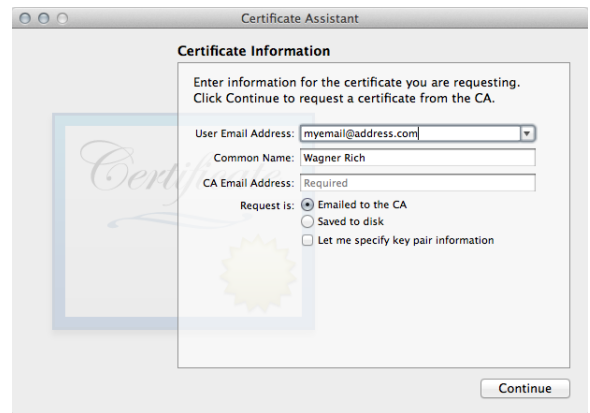 Certificate Assistant
Certificate Information
Enter information for the certificate you are requesting.
Click Continue to request a certificate from the CA.
User Email Address: myemail@address.com
Common Name: Wagner Rich
CA Email Address: Required
Request is: Emailed to the CA
Saved to disk
Let me specify key pair information
Certificate
Continue